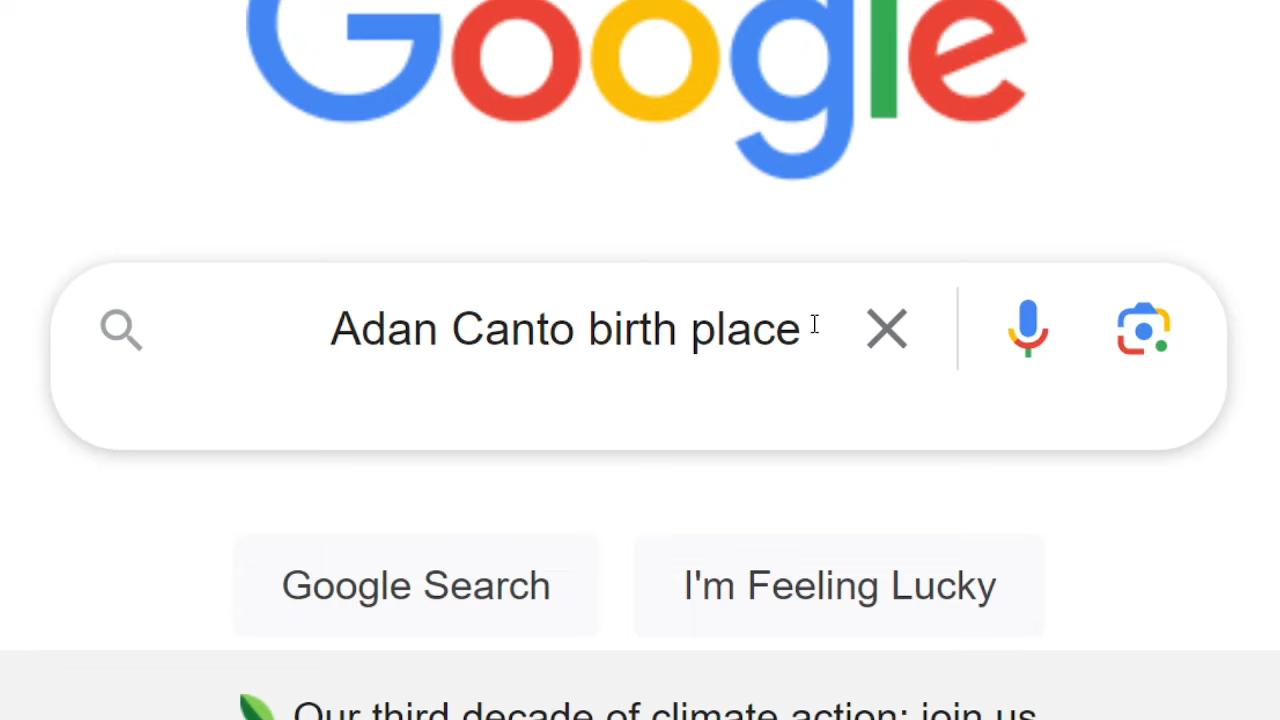 Google
Adan Canto birth place
Google Search
I'm Feeling Lucky
Our third decade of climate action: join us